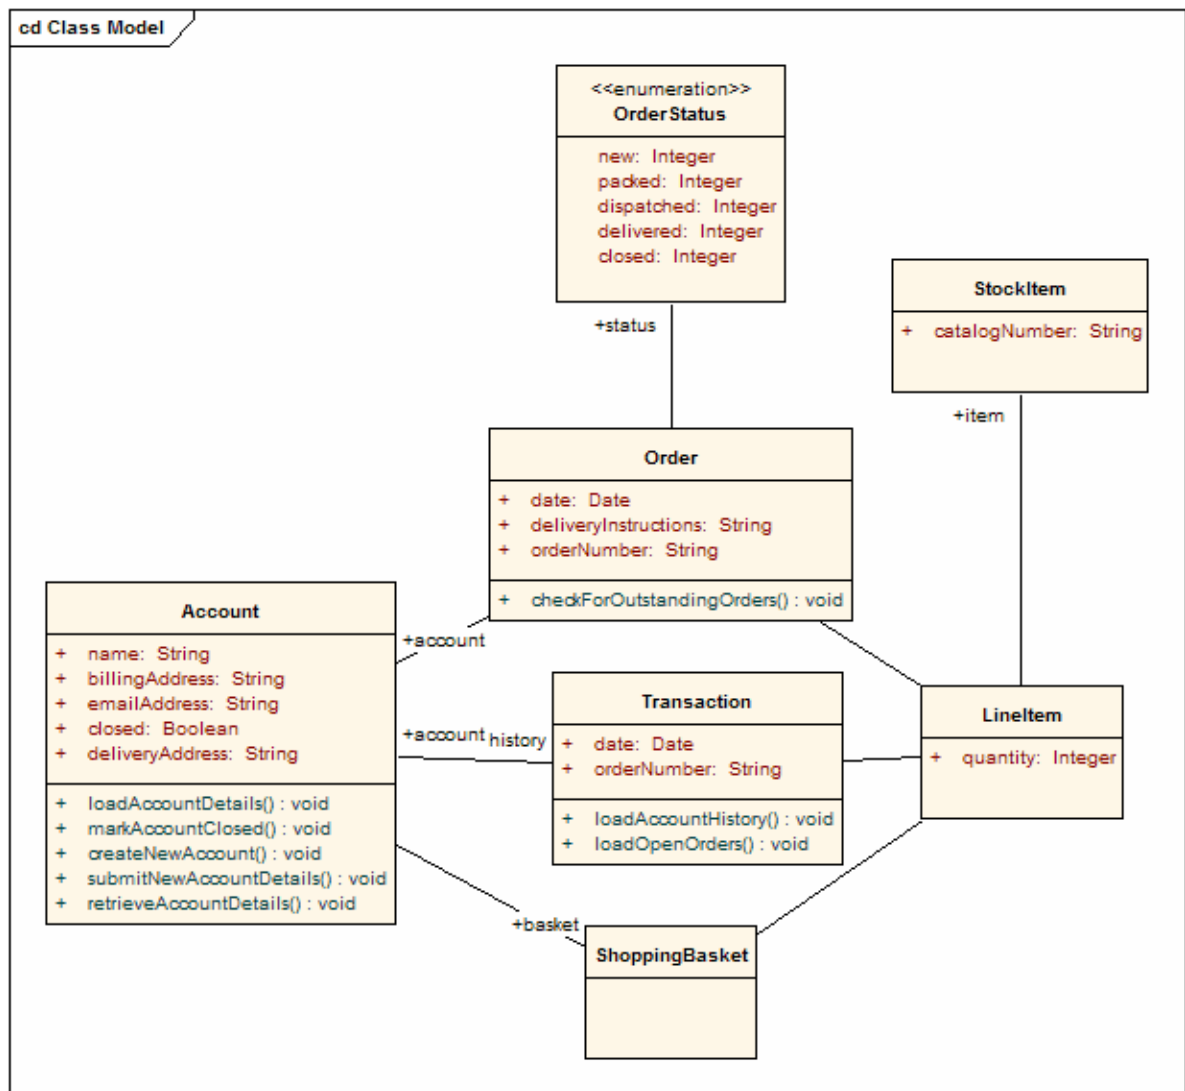 cd Class Model
<<enumeration>>
OrderStatus
new: Integer
packed: Integer
dispatched: Integer
delivered: Integer
closed: Integer
+status
StockItem
+ catalogNumber: String
+item
Order
+ date: Date
+ deliveryInstructions: String
+ orderNumber: String
+ checkForOutstandingOrders() : void
Account
+ name: String
+ billingAddress: String
+ emailAddress: String
+ closed: Boolean
+ deliveryAddress: String
+ loadAccountDetails() : void
+ markAccountClosed() : void
+ createNewAccount() : void
+ submitNewAccountDetails() : void
+ retrieveAccountDetails() : void
+account
+account
history
Transaction
+ date: Date
+ orderNumber: String
+ loadAccountHistory() : void
+ loadOpenOrders() : void
LineItem
+ quantity: Integer
+basket
ShoppingBasket